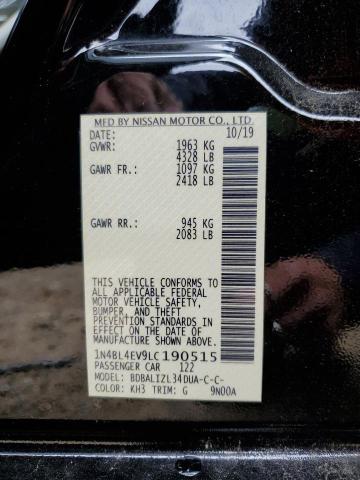 MFD BY NISSAN MOTOR CO., LTD.
DATE: 10/19
GVWR: 1963 KG
4328 LB
GAWR FR.: 1097 KG
2418 LB
GAWR RR.: 945 KG
2083 LB
THIS VEHICLE CONFORMS TO
ALL APPLICABLE FEDERAL
MOTOR VEHICLE SAFETY,
BUMPER, AND THEFT
PREVENTION STANDARDS
IN EFFECT ON THE DATE OF
MANUFACTURE SHOWN ABOVE.
1N4BL4EV9LC190515
PASSENGER CAR 122
MODEL: BDBALIZL34DUA-C-C-
COLOR: KH3 TRIM: G 9N00A